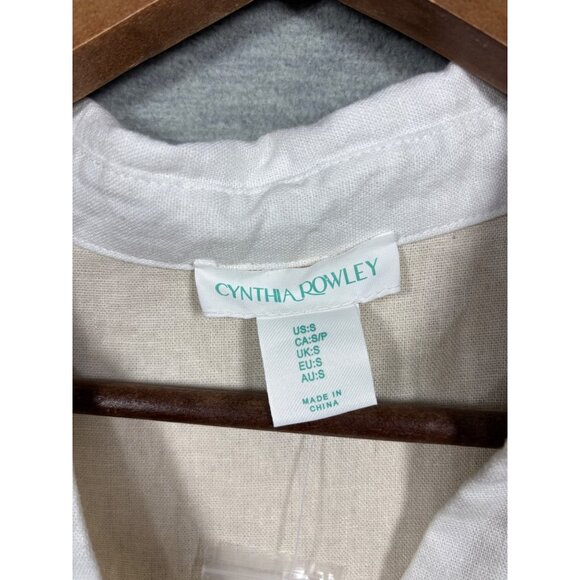 CYNTHIA ROWLEY
US:S
CA:S/P
UK:S
EU:S
AU:S
MADE IN
CHINA